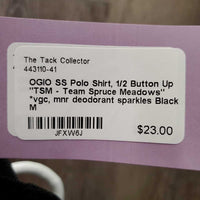 The Tack Collector
443110-41
OGIO SS Polo Shirt, 1/2 Button Up
"TSM - Team Spruce Meadows"
*vgc, mnr deodorant sparkles Black
M
JFXW6J
$23.00